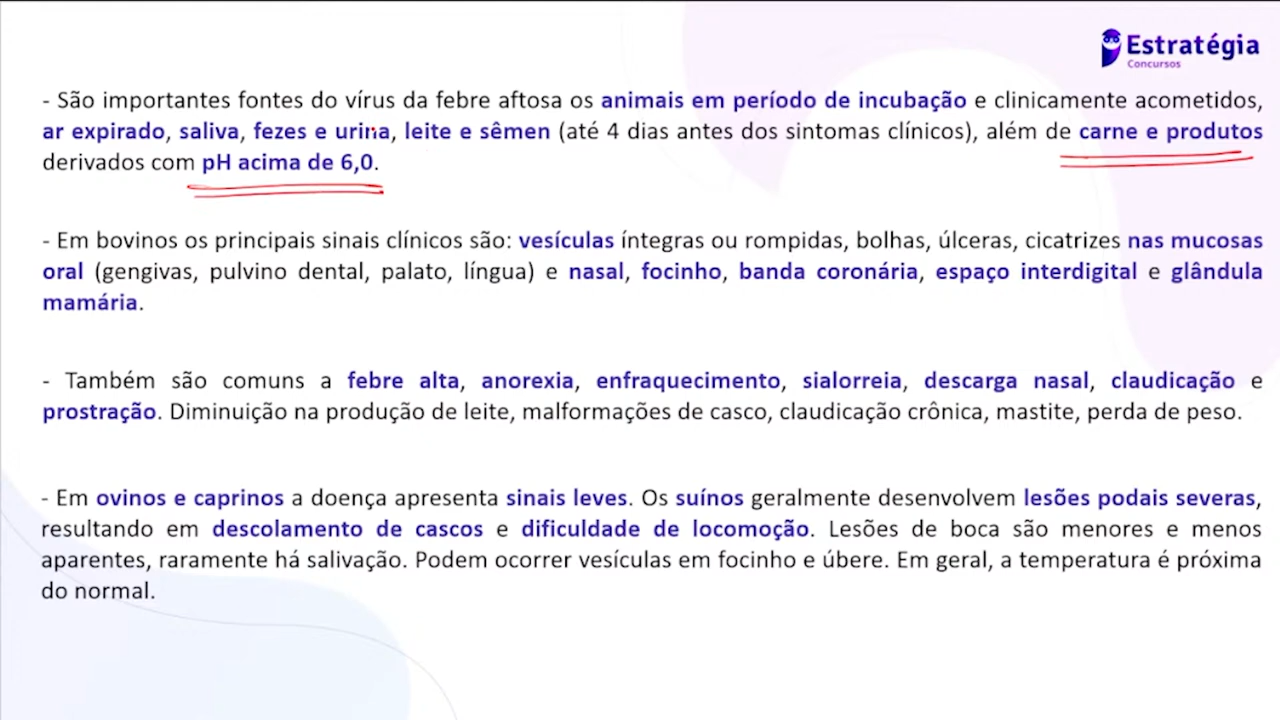 Estratégia
Concursos
- São importantes fontes do vírus da febre aftosa os animais em período de incubação e clinicamente acometidos,
ar expirado, saliva, fezes e urina, leite e sêmen (até 4 dias antes dos sintomas clínicos), além de carne e produtos
derivados com pH acima de 6,0.
- Em bovinos os principais sinais clínicos são: vesículas íntegras ou rompidas, bolhas, úlceras, cicatrizes nas mucosas
oral (gengivas, pulvino dental, palato, língua) e nasal, focinho, banda coronária, espaço interdigital e glândula
mamária.
- Também são comuns a febre alta, anorexia, enfraquecimento, sialorreia, descarga nasal, claudicação e
prostração. Diminuição na produção de leite, malformações de casco, claudicação crônica, mastite, perda de peso.
- Em ovinos e caprinos a doença apresenta sinais leves. Os suínos geralmente desenvolvem lesões podais severas,
resultando em descolamento de cascos e dificuldade de locomoção. Lesões de boca são menores e menos
aparentes, raramente há salivação. Podem ocorrer vesículas em focinho e úbere. Em geral, a temperatura é próxima
do normal.